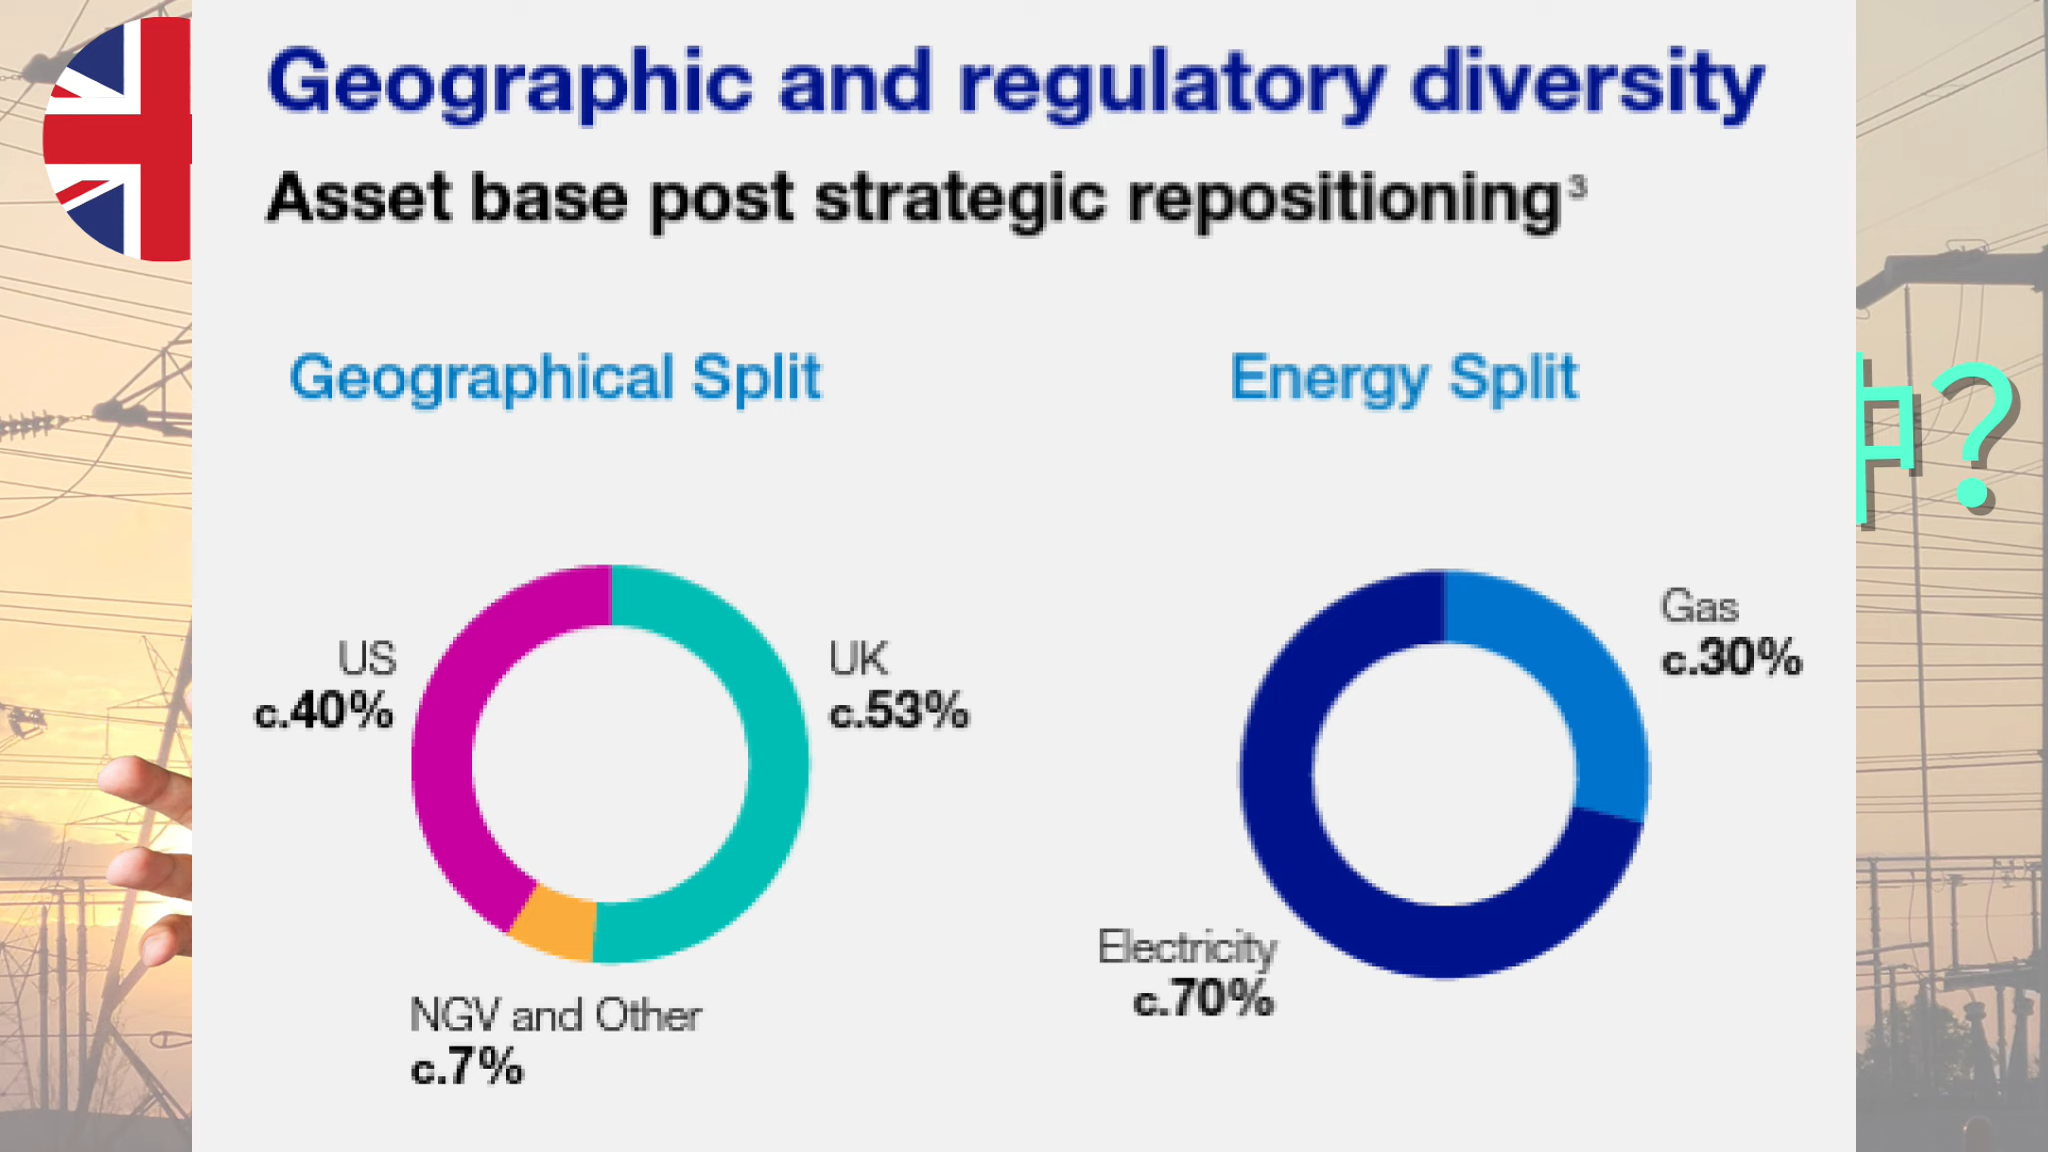 Geographic and regulatory diversity
Asset base post strategic repositioning³
Geographical Split
Energy Split
US
c.40%
UK
c.53%
NGV and Other
c.7%
Gas
c.30%
Electricity
c.70%
?